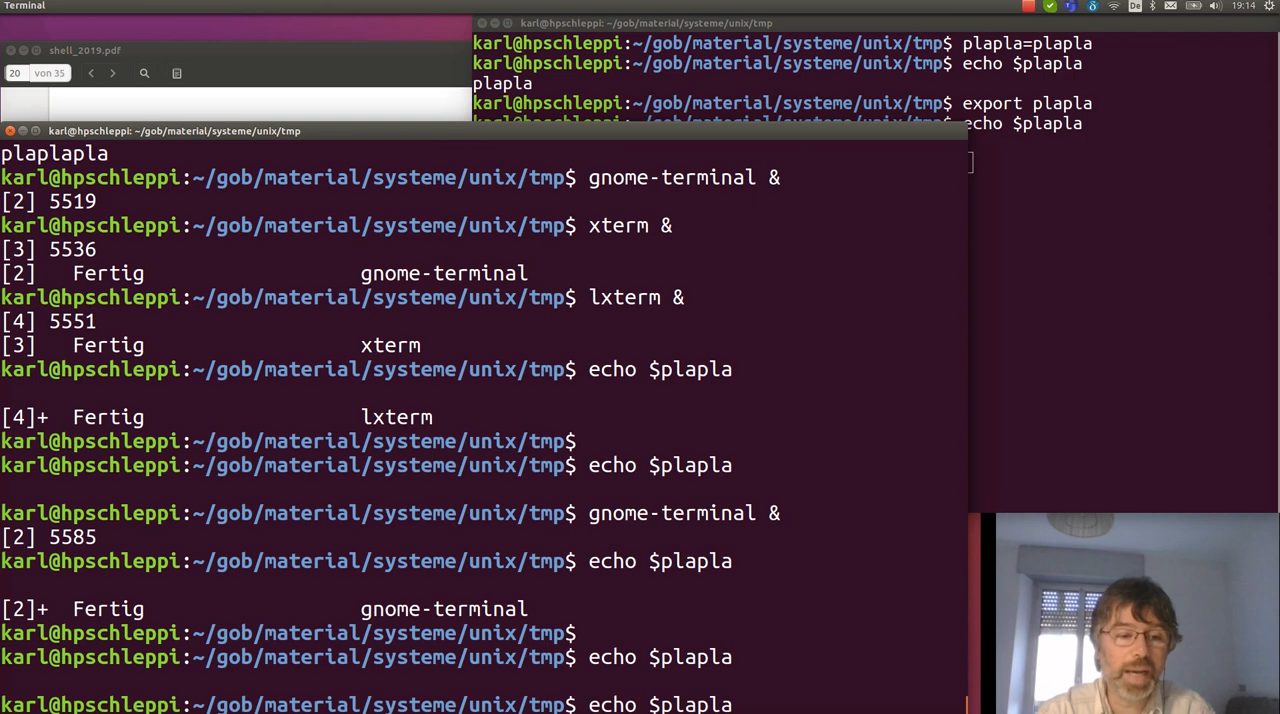 Terminal
De
19:14
karl@hpschleppi: ~/gob/material/systeme/unix/tmp
karl@hpschleppi:~/gob/material/systeme/unix/tmp$ plapla=plapla
karl@hpschleppi:~/gob/material/systeme/unix/tmp$ echo $plapla
plapla
karl@hpschleppi:~/gob/material/systeme/unix/tmp$ export plapla
karl@hpschleppi:~/gob/material/systeme/unix/tmp$ echo $plapla
shell_2019.pdf
20 von 35
karl@hpschleppi: ~/gob/material/systeme/unix/tmp
plaplapla
karl@hpschleppi:~/gob/material/systeme/unix/tmp$ gnome-terminal &
[2] 5519
karl@hpschleppi:~/gob/material/systeme/unix/tmp$ xterm &
[3] 5536
[2] Fertig gnome-terminal
karl@hpschleppi:~/gob/material/systeme/unix/tmp$ lxterm &
[4] 5551
[3] Fertig xterm
karl@hpschleppi:~/gob/material/systeme/unix/tmp$ echo $plapla
[4]+ Fertig lxterm
karl@hpschleppi:~/gob/material/systeme/unix/tmp$
karl@hpschleppi:~/gob/material/systeme/unix/tmp$ echo $plapla
karl@hpschleppi:~/gob/material/systeme/unix/tmp$ gnome-terminal &
[2] 5585
karl@hpschleppi:~/gob/material/systeme/unix/tmp$ echo $plapla
[2]+ Fertig gnome-terminal
karl@hpschleppi:~/gob/material/systeme/unix/tmp$
karl@hpschleppi:~/gob/material/systeme/unix/tmp$ echo $plapla
karl@hpschleppi:~/gob/material/systeme/unix/tmp$ echo $plapla